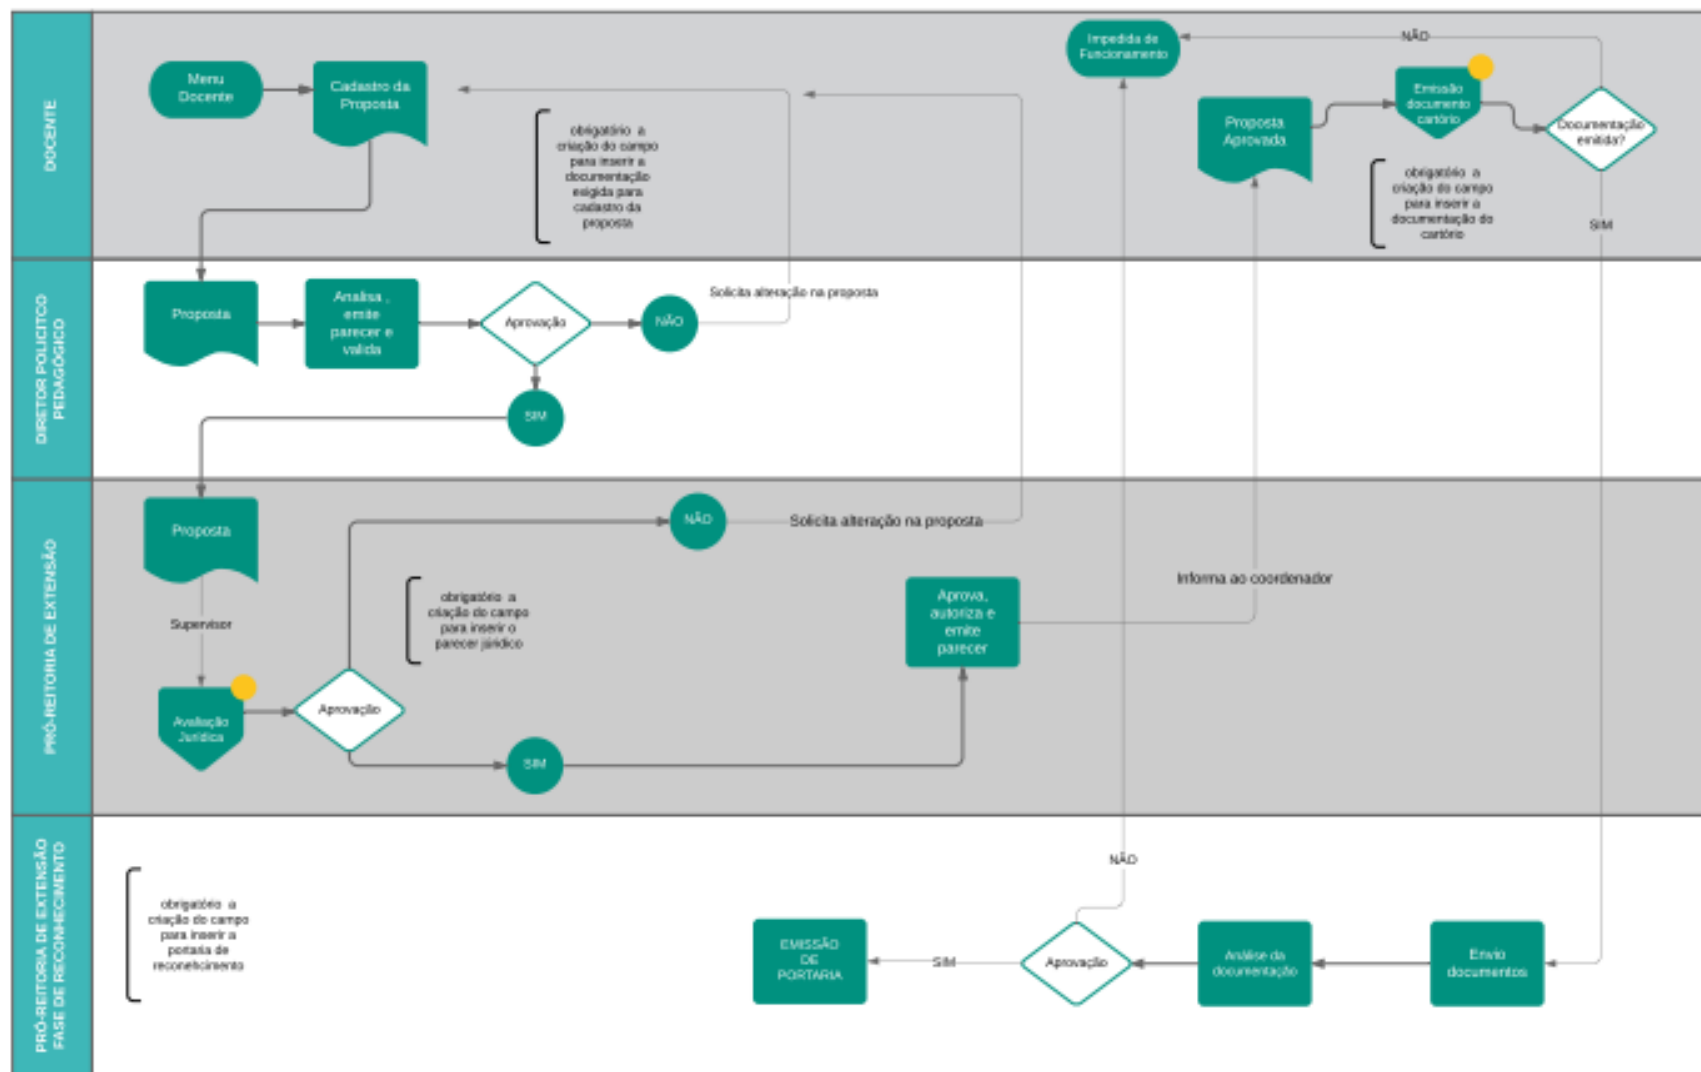 DOCENTE
Menu
Docente
Cadastro da
Proposta
obrigatório a
criação do campo
para inserir a
documentação
exigida para
cadastro da
proposta
Impedida de
Funcionamento
NÃO
Proposta
Aprovada
Emissão
documento
cartório
Documentação
emitida?
obrigatório a
criação do campo
para inserir a
documentação do
cartório
SIM
DIRETOR POLICITCO
PEDAGÓGICO
Proposta
Analisa ,
emite
parecer e
valida
Aprovação
NÃO
Solicita alteração na proposta
SIM
PRÓ-REITORIA DE EXTENSÃO
Proposta
Supervisor
Avaliação
Jurídica
Aprovação
NÃO
Solicita alteração na proposta
obrigatório a
criação do campo
para inserir o
parecer júridico
SIM
Aprova,
autoriza e
emite
parecer
Informa ao coordenador
PRÓ-REITORIA DE EXTENSÃO
FASE DE RECONHECIMENTO
obrigatório a
criação do campo
para inserir a
portaria de
reconehcimento
EMISSÃO
DE
PORTARIA
SIM
Aprovação
NÃO
Análise da
documentação
Envio
documentos